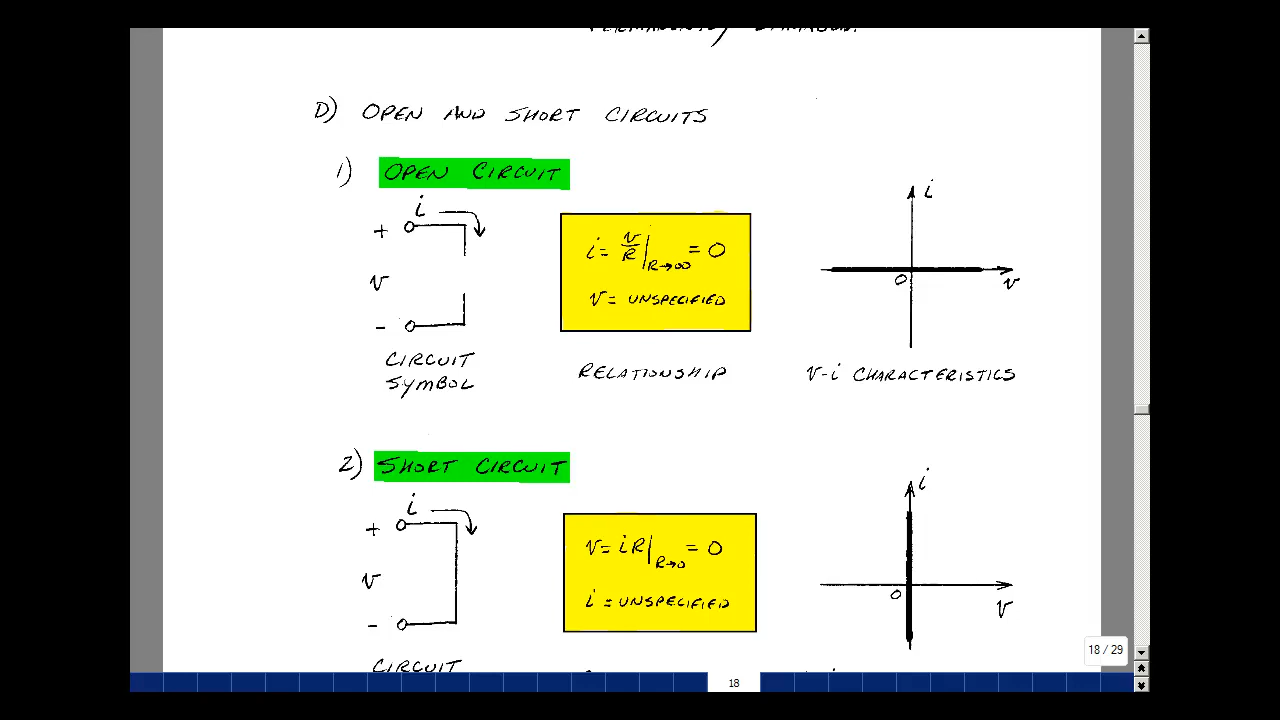 D) OPEN AND SHORT CIRCUITS
1) OPEN CIRCUIT
i
+
v
-
CIRCUIT
SYMBOL
i = v/R |R→∞ = 0
v = UNSPECIFIED
RELATIONSHIP
i
0
v
v-i CHARACTERISTICS
2) SHORT CIRCUIT
i
+
v
-
CIRCUIT
v = iR |R→0 = 0
i = UNSPECIFIED
i
0
v
18 / 29
18